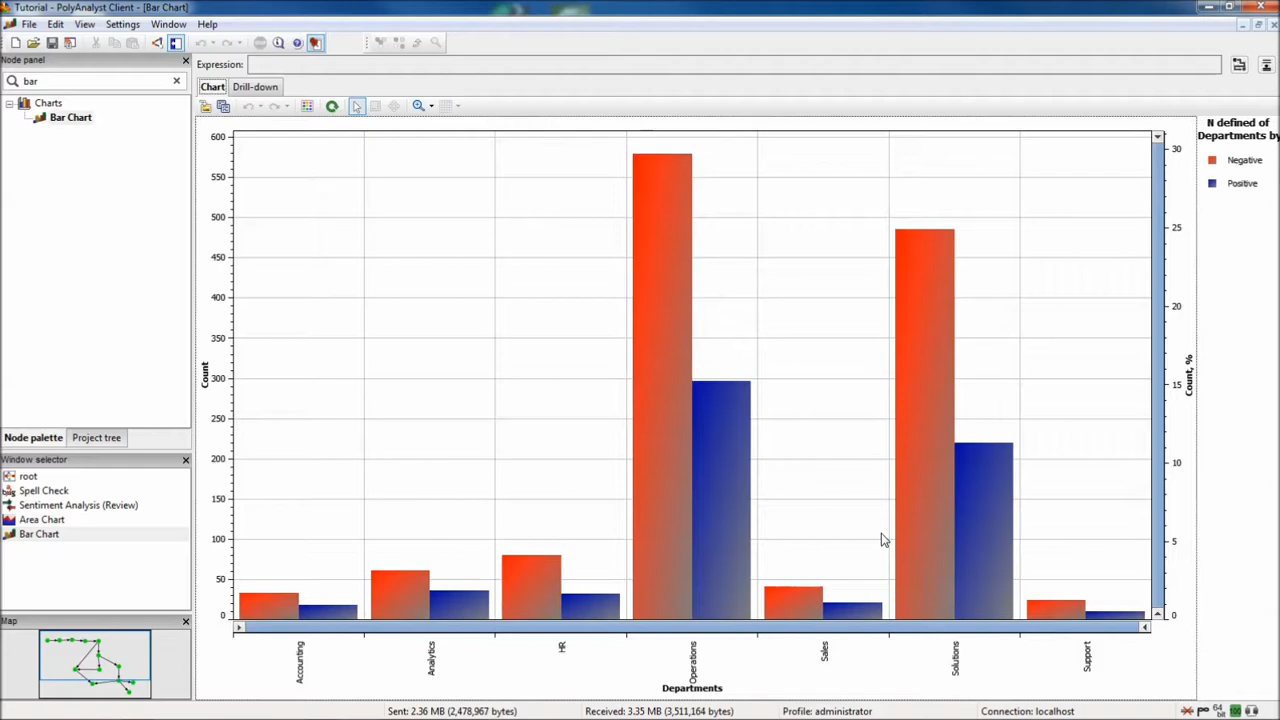 Tutorial - PolyAnalyst Client - [Bar Chart]
File Edit View Settings Window Help
Node panel
bar
Charts
Bar Chart
Node palette Project tree
Window selector
root
Spell Check
Sentiment Analysis (Review)
Area Chart
Bar Chart
Map
Expression:
Chart Drill-down
600
550
500
450
400
350
300
250
200
150
100
50
0
Count
30
25
20
15
10
5
0
Count, %
Accounting
Analytics
HR
Operations
Sales
Solutions
Support
Departments
N defined of
Departments by
Negative
Positive
Sent: 2.36 MB (2,478,967 bytes) Received: 3.35 MB (3,511,164 bytes) Profile: administrator Connection: localhost
64
bit